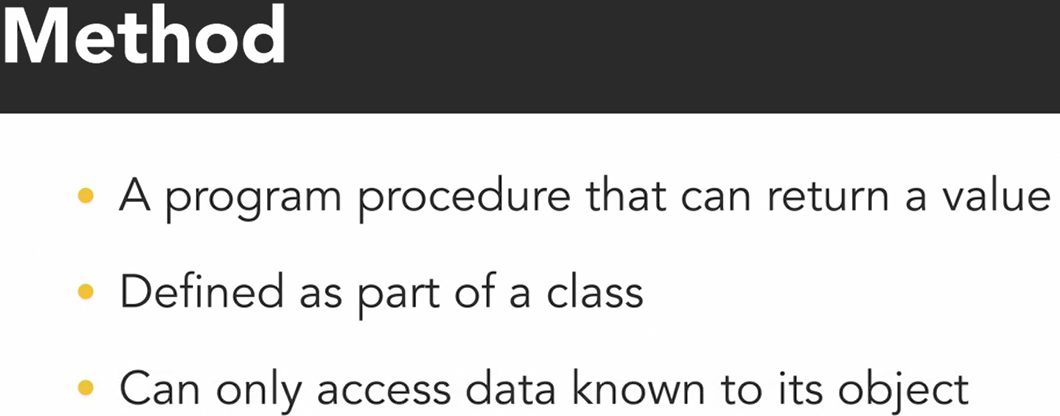 Method
• A program procedure that can return a value
• Defined as part of a class
• Can only access data known to its object